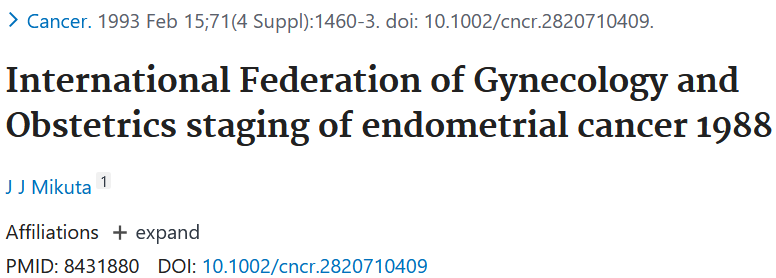 > Cancer. 1993 Feb 15;71(4 Suppl):1460-3. doi: 10.1002/cncr.2820710409.
International Federation of Gynecology and
Obstetrics staging of endometrial cancer 1988
J J Mikuta 1
Affiliations + expand
PMID: 8431880 DOI: 10.1002/cncr.2820710409